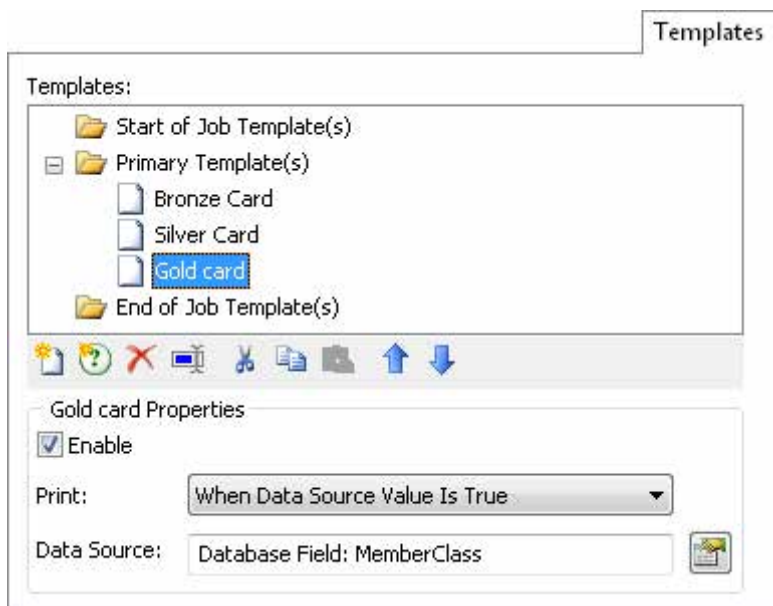 Templates
Templates:
Start of Job Template(s)
Primary Template(s)
Bronze Card
Silver Card
Gold card
End of Job Template(s)
Gold card Properties
Enable
Print: When Data Source Value Is True
Data Source: Database Field: MemberClass